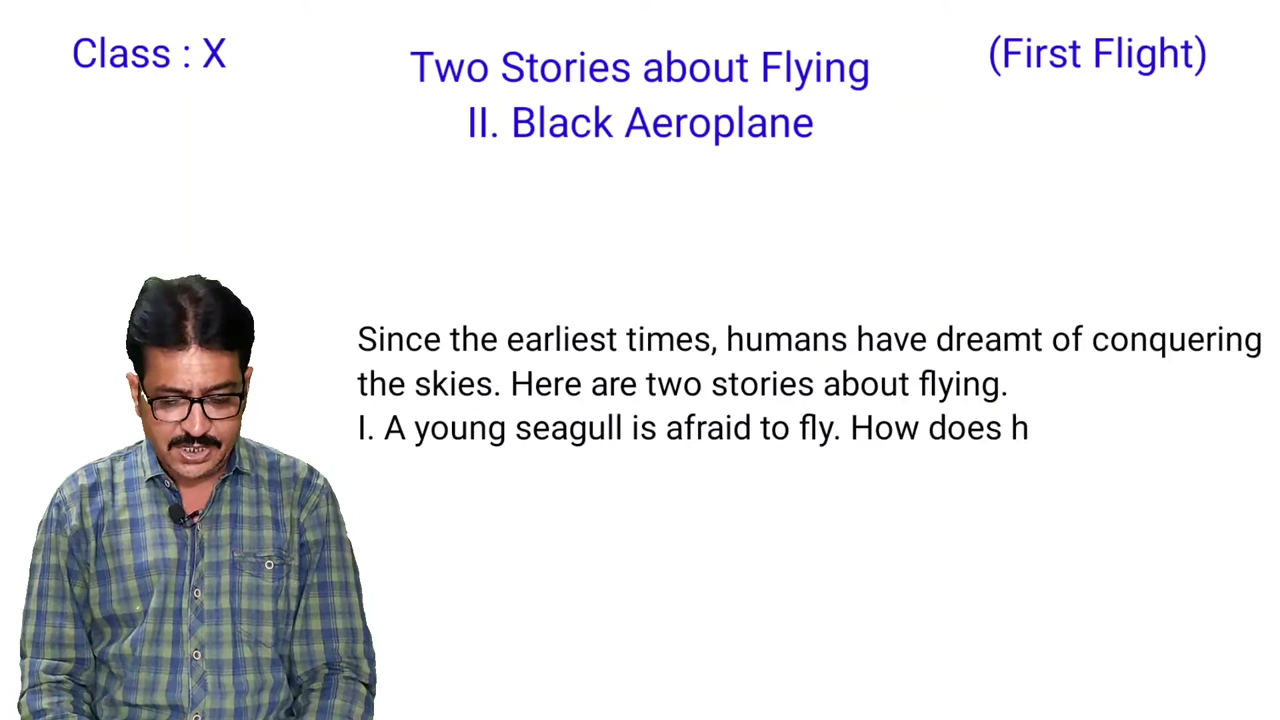 Class : X
Two Stories about Flying
(First Flight)
II. Black Aeroplane
Since the earliest times, humans have dreamt of conquering
the skies. Here are two stories about flying.
I. A young seagull is afraid to fly. How does h